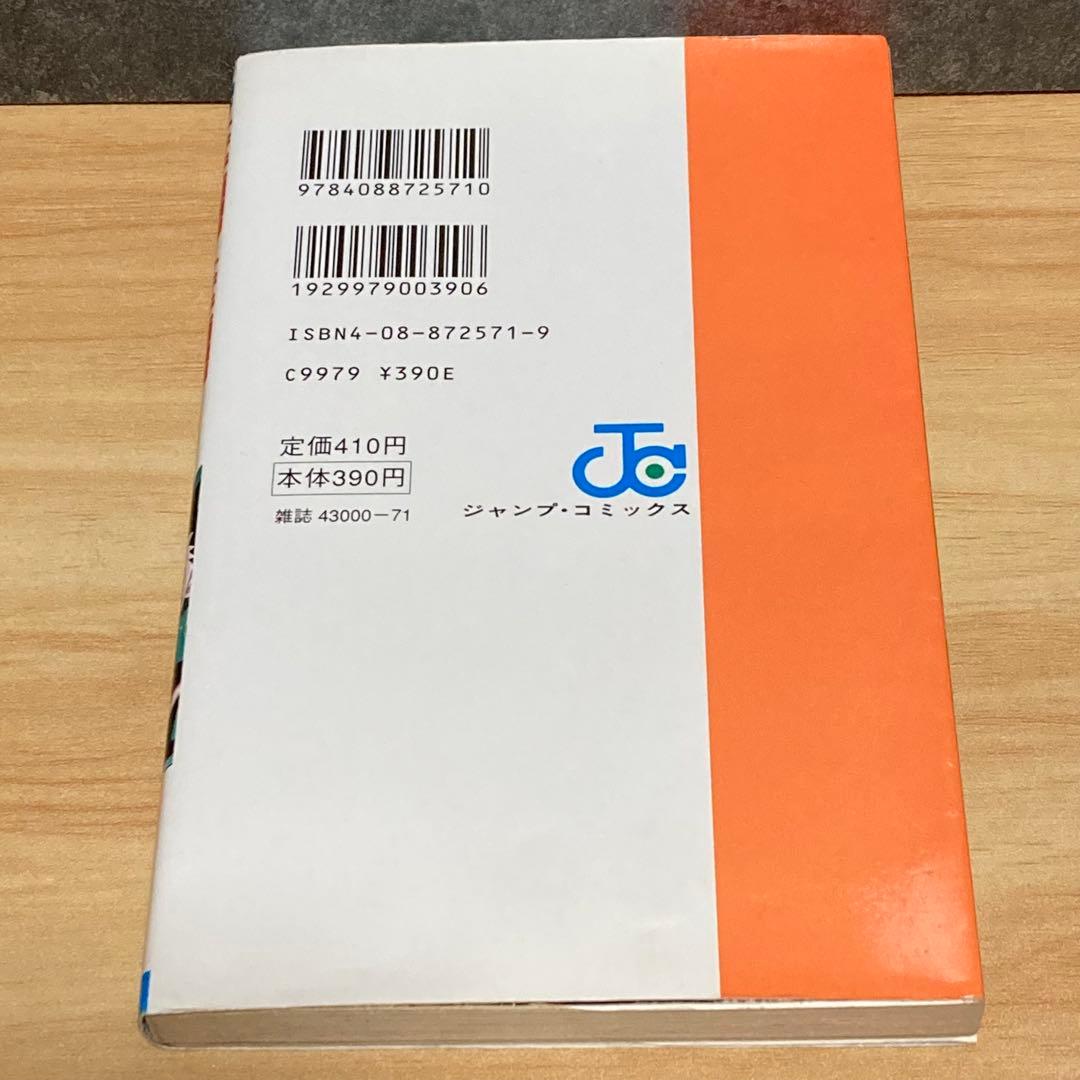 9784088725710
1929979003906
ISBN4-08-872571-9
C9979 ¥390E
定価410円
本体390円
雑誌 43000-71
JC
ジャンプ・コミックス